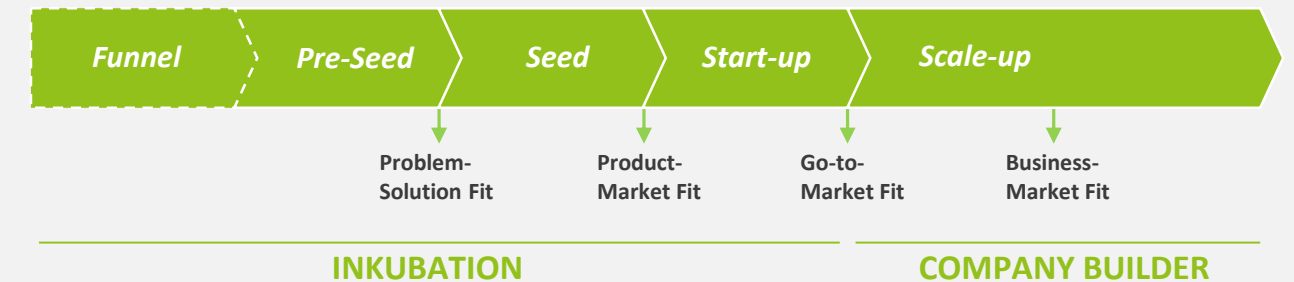 Funnel Pre-Seed Seed Start-up Scale-up
Problem- Product- Go-to- Business-
Solution Fit Market Fit Market Fit Market Fit
INKUBATION COMPANY BUILDER